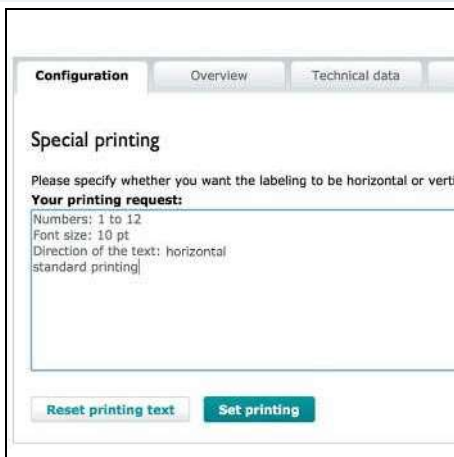 Configuration Overview Technical data
Special printing
Please specify whether you want the labeling to be horizontal or verti
Your printing request:
Numbers: 1 to 12
Font size: 10 pt
Direction of the text: horizontal
standard printing
Reset printing text Set printing